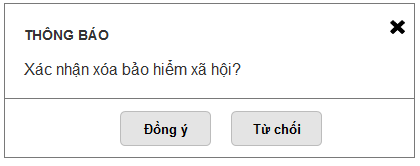 THÔNG BÁO
Xác nhận xóa bảo hiểm xã hội?
Đồng ý
Từ chối